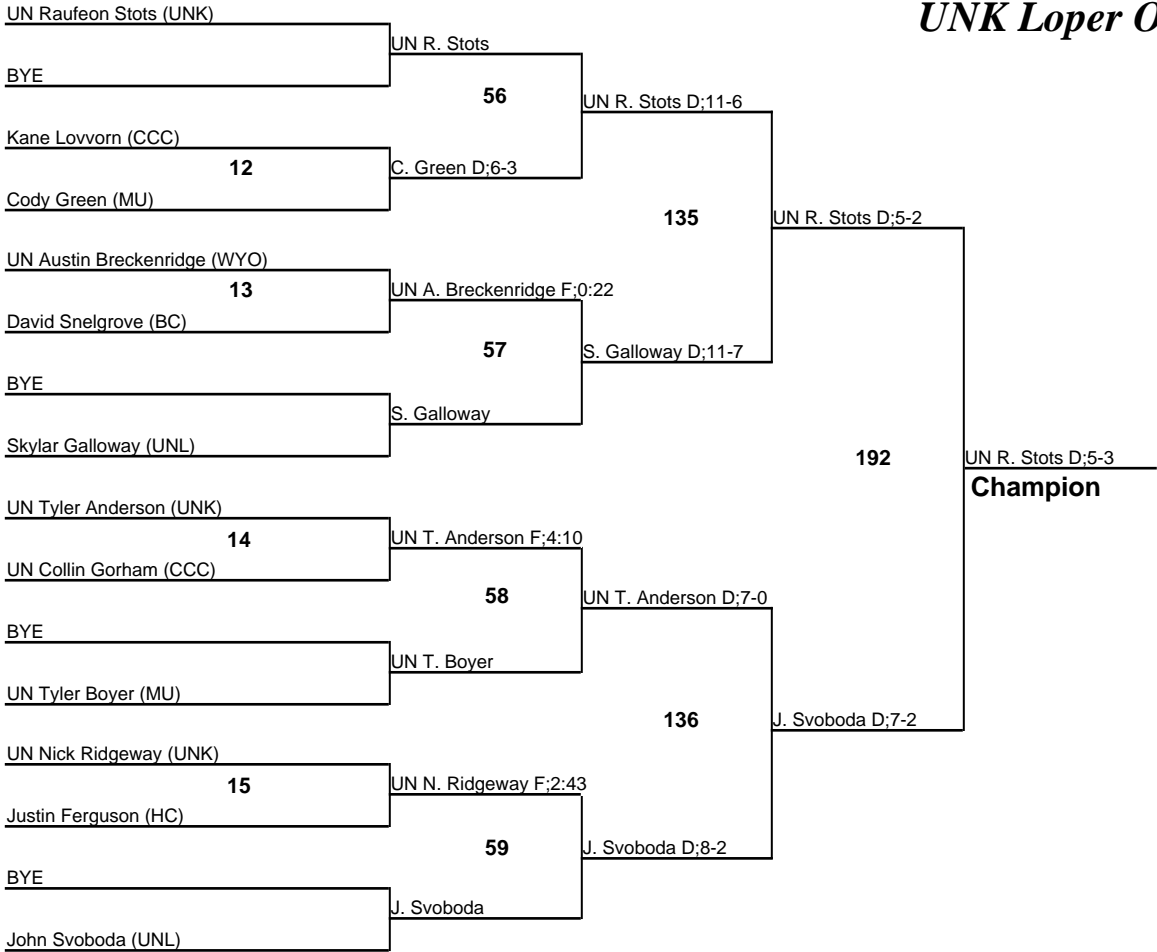 UNK Loper O
UN Raufeon Stots (UNK)
UN R. Stots
BYE
56
UN R. Stots D;11-6
Kane Lovvorn (CCC)
12
C. Green D;6-3
Cody Green (MU)
135
UN R. Stots D;5-2
UN Austin Breckenridge (WYO)
13
UN A. Breckenridge F;0:22
David Snelgrove (BC)
57
S. Galloway D;11-7
BYE
S. Galloway
Skylar Galloway (UNL)
192
UN R. Stots D;5-3
Champion
UN Tyler Anderson (UNK)
14
UN T. Anderson F;4:10
UN Collin Gorham (CCC)
58
UN T. Anderson D;7-0
BYE
UN T. Boyer
UN Tyler Boyer (MU)
136
J. Svoboda D;7-2
UN Nick Ridgeway (UNK)
15
UN N. Ridgeway F;2:43
Justin Ferguson (HC)
59
J. Svoboda D;8-2
BYE
J. Svoboda
John Svoboda (UNL)